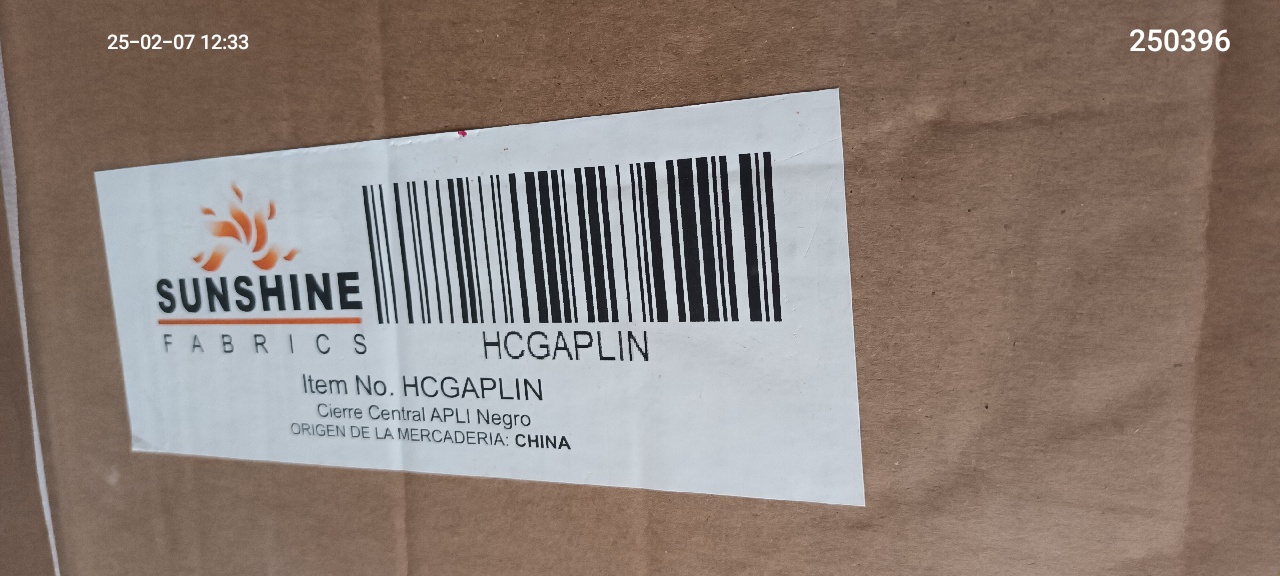 25-02-07 12:33
250396
SUNSHINE
FABRICS
HCGAPLIN
Item No. HCGAPLIN
Cierre Central APLI Negro
ORIGEN DE LA MERCADERIA: CHINA